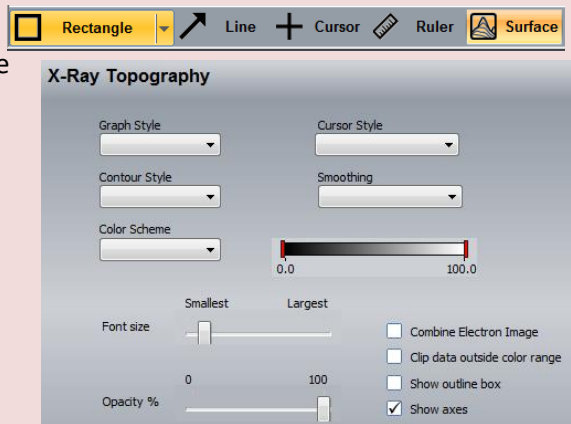 Rectangle Line Cursor Ruler Surface
e
X-Ray Topography
Graph Style Cursor Style
Contour Style Smoothing
Color Scheme
0.0 100.0
Smallest Largest
Font size
Combine Electron Image
Clip data outside color range
0 100
Show outline box
Opacity %
Show axes